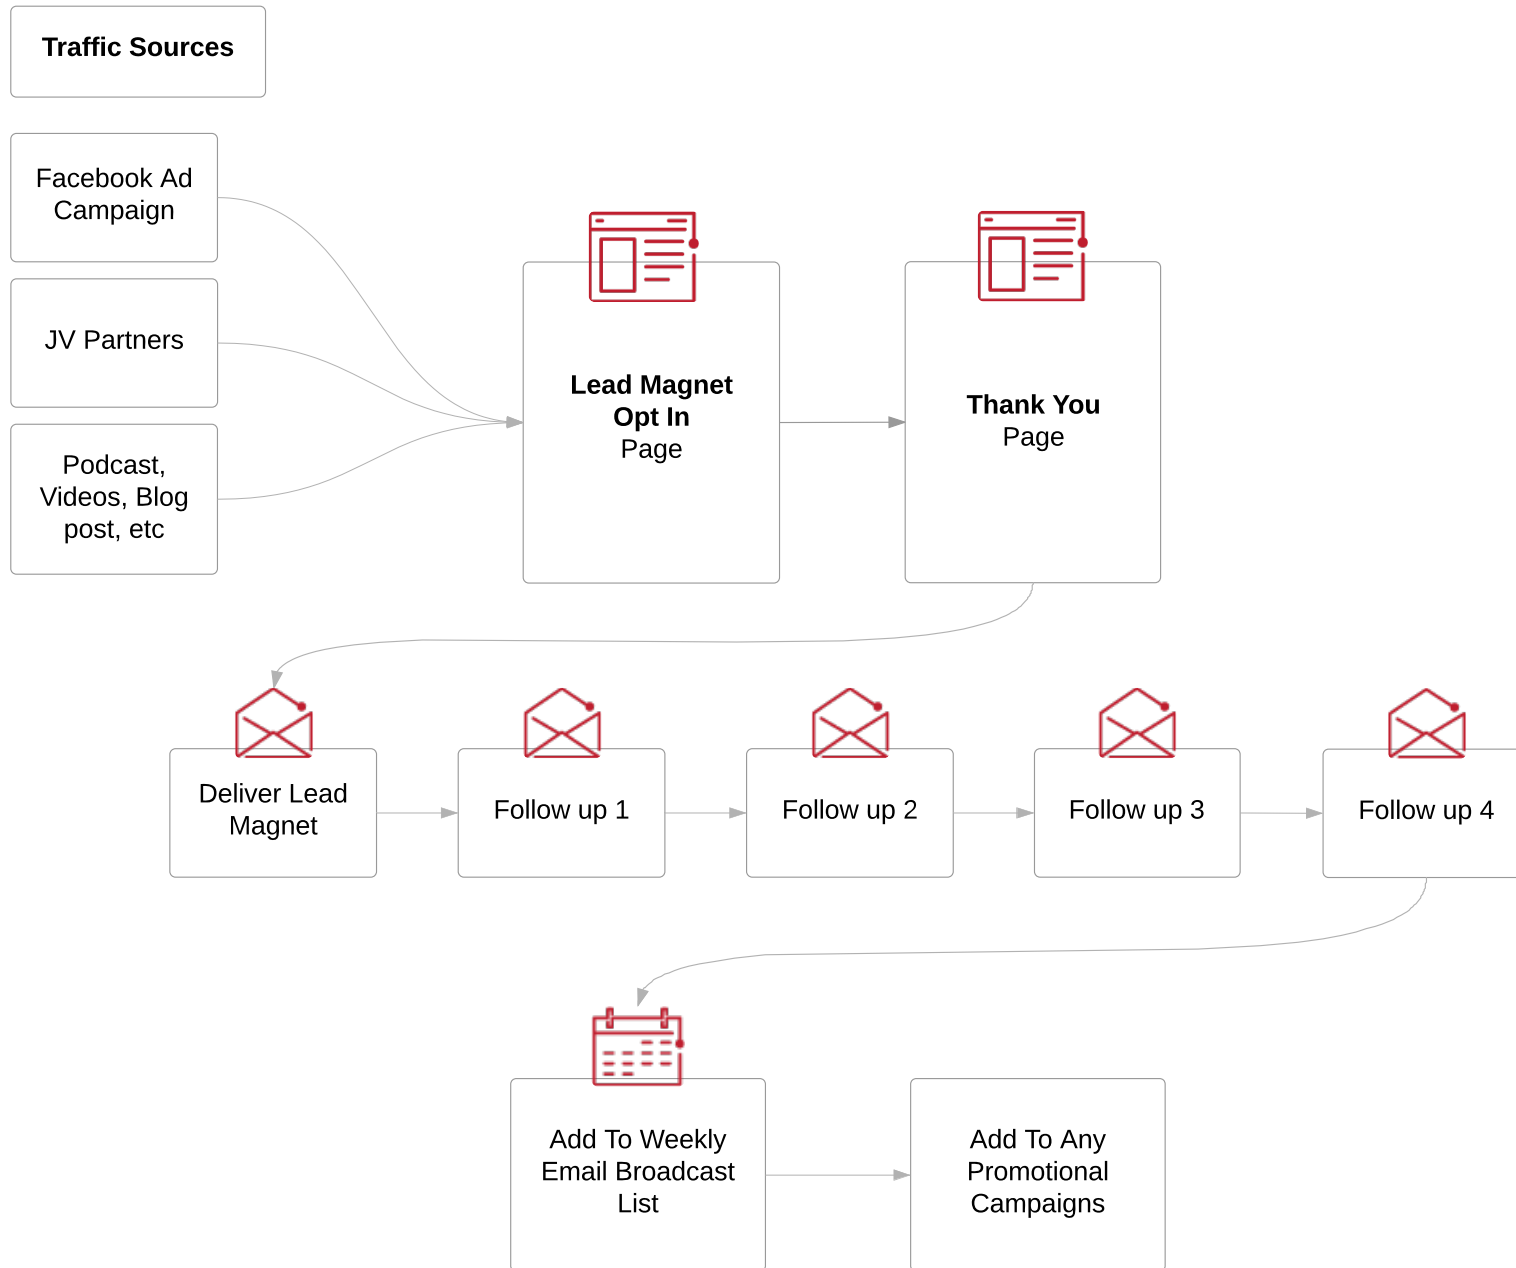 Traffic Sources
Facebook Ad
Campaign
JV Partners
Podcast,
Videos, Blog
post, etc
Lead Magnet
Opt In
Page
Thank You
Page
Deliver Lead
Magnet
Follow up 1
Follow up 2
Follow up 3
Follow up 4
Add To Weekly
Email Broadcast
List
Add To Any
Promotional
Campaigns